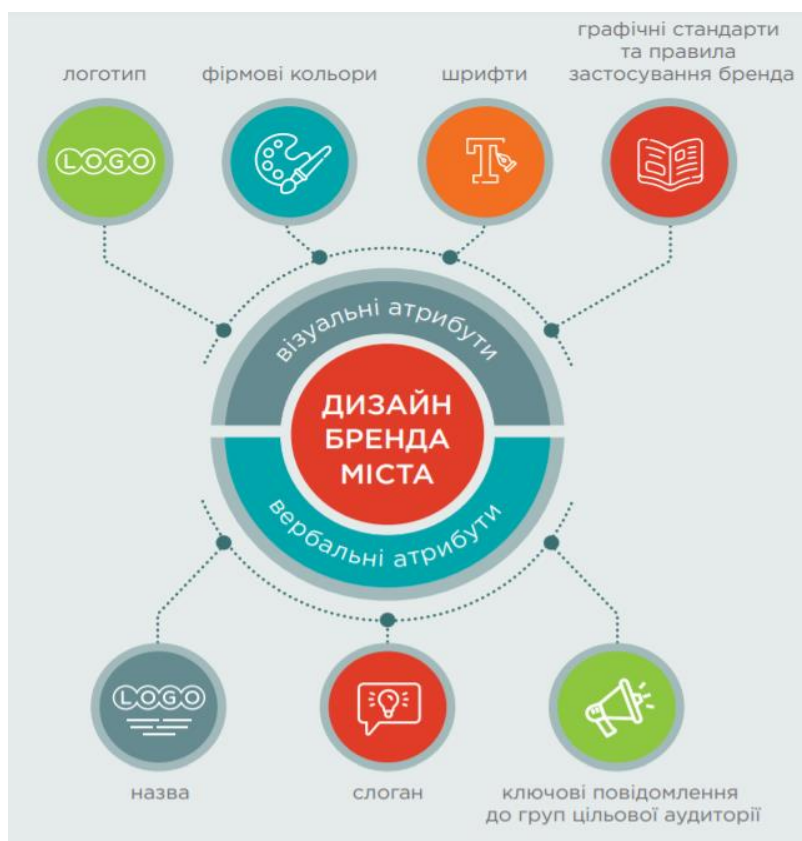 графічні стандарти
та правила
застосування бренда
логотип
фірмові кольори
шрифти
LOGO
T
візуальні атрибути
ДИЗАЙН
БРЕНДА
МІСТА
вербальні атрибути
LOGO
назва
слоган
ключові повідомлення
до груп цільової аудиторії